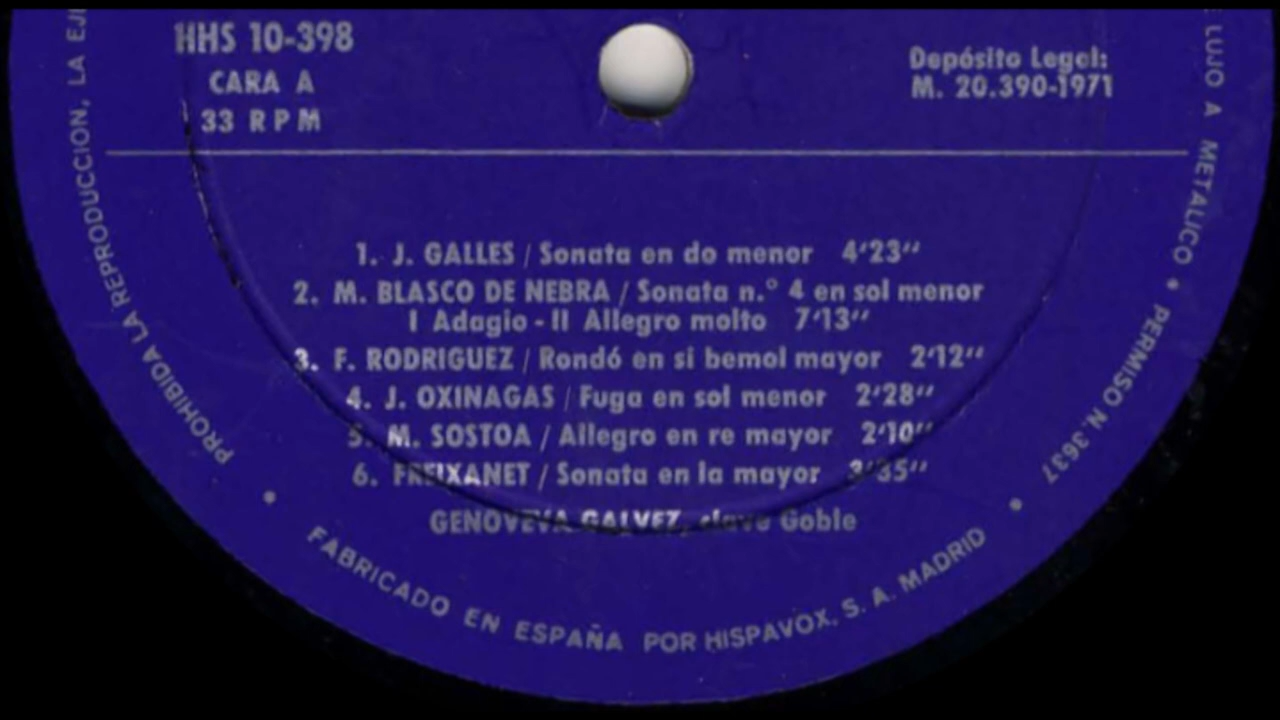 HHS 10-398
CARA A
33 RPM
Depósito Legal:
M. 20.390-1971
1. J. GALLES / Sonata en do menor 4'23''
2. M. BLASCO DE NEBRA / Sonata n.° 4 en sol menor
I Adagio - II Allegro molto 7'13''
3. F. RODRIGUEZ / Rondó en si bemol mayor 2'12''
4. J. OXINAGAS / Fuga en sol menor 2'28''
5. M. SOSTOA / Allegro en re mayor 2'10''
6. FREIXANET / Sonata en la mayor 3'35''
GENOVEVA GALVEZ, clave Goble
PROHIBIDA LA REPRODUCCION, LA
FABRICADO EN ESPAÑA POR HISPAVOX, S. A. MADRID
LUJO A METALICO • PERMISO N. 3637